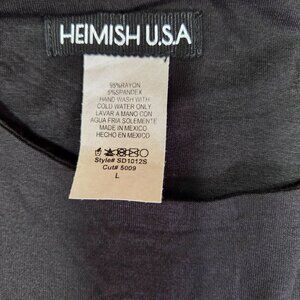 HEIMISH U.S.A
95%RAYON
5%SPANDEX
HAND WASH WITH
COLD WATER ONLY
LAVAR A MANO CON
AGUA FRIA SOLEMENTE
MADE IN MEXICO
HECHO EN MEXICO
Style# SD1012S
Cut# 5009
L